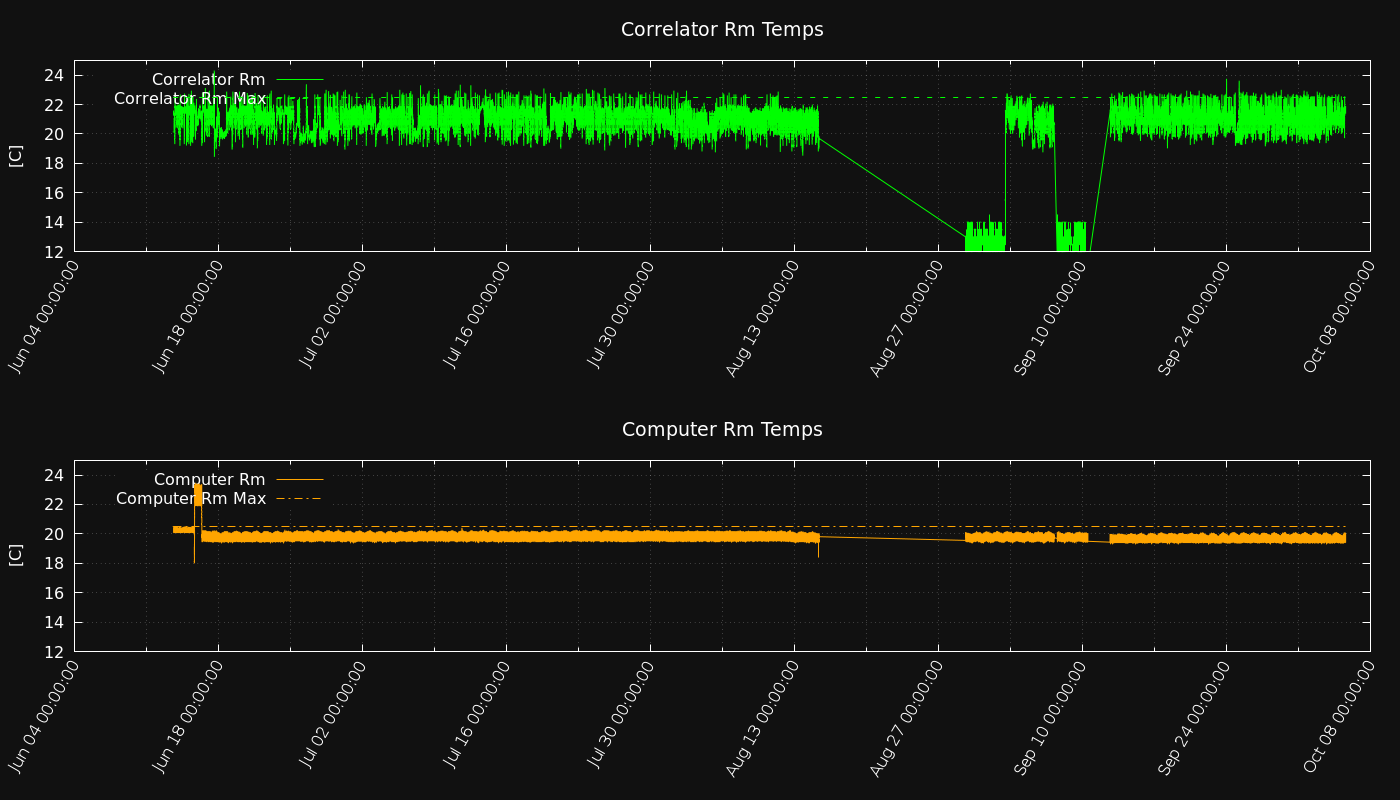 Correlator Rm Temps
Correlator Rm
Correlator Rm Max
24
22
20
18
16
14
12
[C]
Jun 04 00:00:00
Jun 18 00:00:00
Jul 02 00:00:00
Jul 16 00:00:00
Jul 30 00:00:00
Aug 13 00:00:00
Aug 27 00:00:00
Sep 10 00:00:00
Sep 24 00:00:00
Oct 08 00:00:00
Computer Rm Temps
Computer Rm
Computer Rm Max
24
22
20
18
16
14
12
[C]
Jun 04 00:00:00
Jun 18 00:00:00
Jul 02 00:00:00
Jul 16 00:00:00
Jul 30 00:00:00
Aug 13 00:00:00
Aug 27 00:00:00
Sep 10 00:00:00
Sep 24 00:00:00
Oct 08 00:00:00